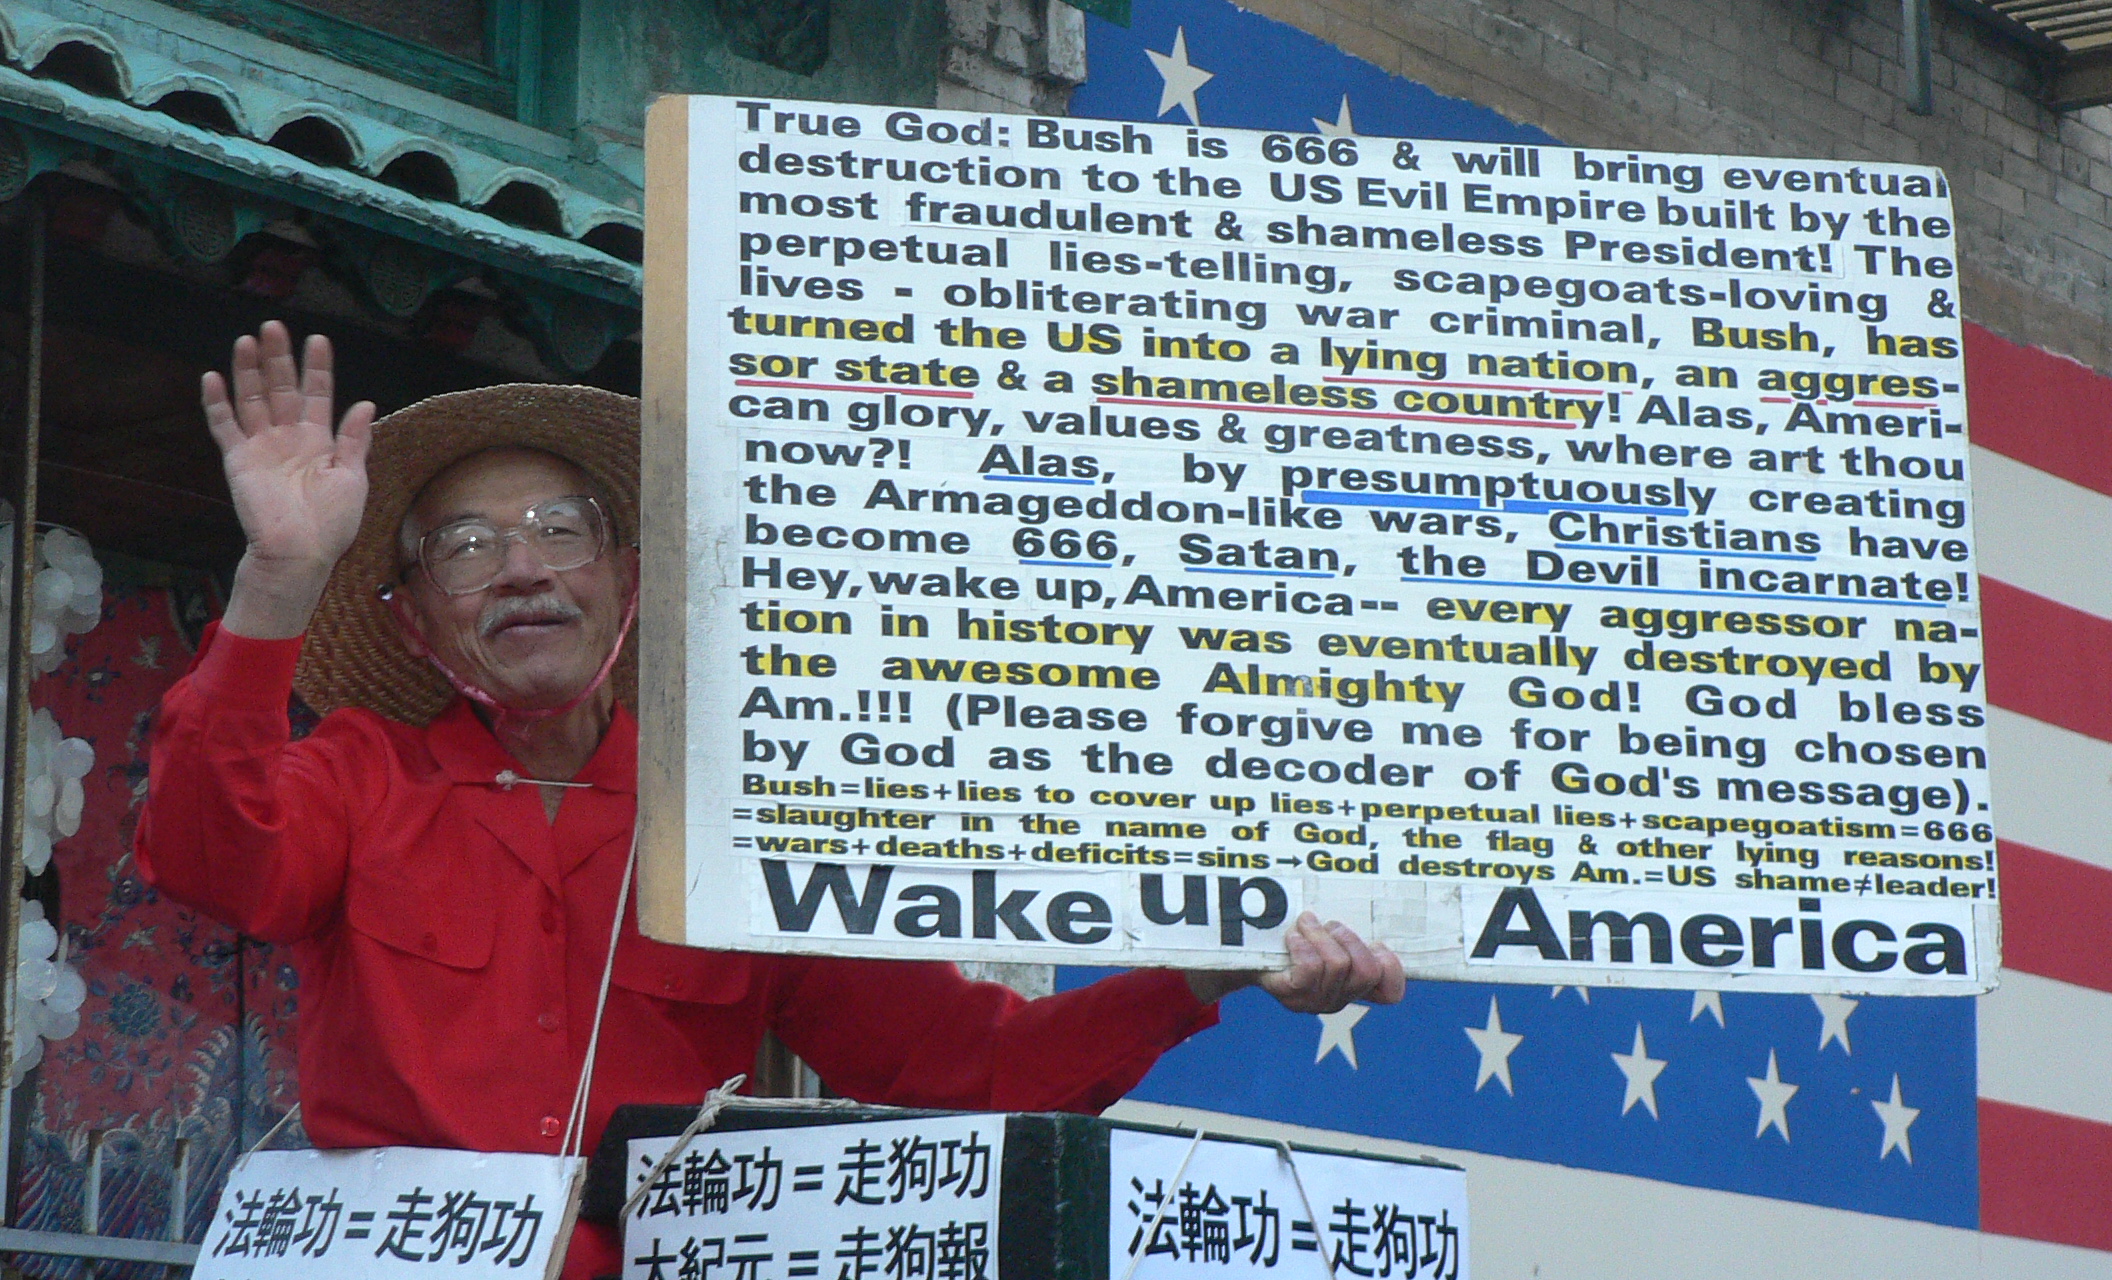 True God: Bush is 666 & will bring eventual
destruction to the US Evil Empire built by the
most fraudulent & shameless President! The
perpetual lies-telling, scapegoats-loving &
lives - obliterating war criminal, Bush, has
turned the US into a lying nation, an aggres-
sor state & a shameless country! Alas, Ameri-
can glory, values & greatness, where art thou
now?! Alas, by presumptuously creating
the Armageddon-like wars, Christians have
become 666, Satan, the Devil incarnate!
Hey, wake up, America-- every aggressor na-
tion in history was eventually destroyed by
the awesome Almighty God! God bless
Am.!!! (Please forgive me for being chosen
by God as the decoder of God's message).
Bush=lies+lies to cover up lies+perpetual lies+scapegoatism=666
=slaughter in the name of God, the flag & other lying reasons!
=wars+deaths+deficits=sins→God destroys Am.=US shame≠leader!
Wake up America
法輪功=走狗功
法輪功=走狗功
大紀元=走狗報
法輪功=走狗功